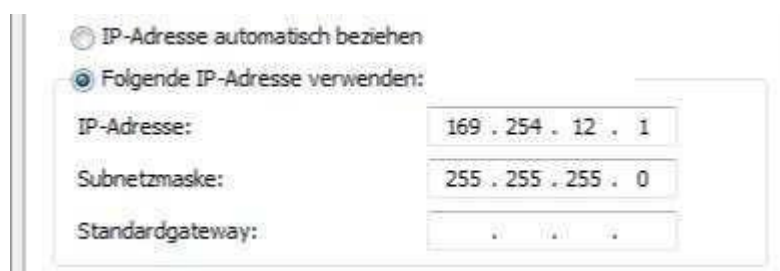 IP-Adresse automatisch beziehen
Folgende IP-Adresse verwenden:
IP-Adresse: 169 . 254 . 12 . 1
Subnetzmaske: 255 . 255 . 255 . 0
Standardgateway: . . .